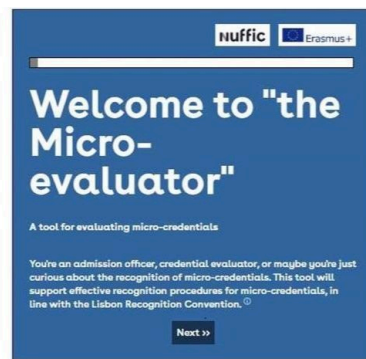 Nuffic
Erasmus+
Welcome to "the
Micro-
evaluator"
A tool for evaluating micro-credentials
You're an admission officer, credential evaluator, or maybe you're just
curious about the recognition of micro-credentials. This tool will
support effective recognition procedures for micro-credentials, in
line with the Lisbon Recognition Convention. ⓘ
Next >>